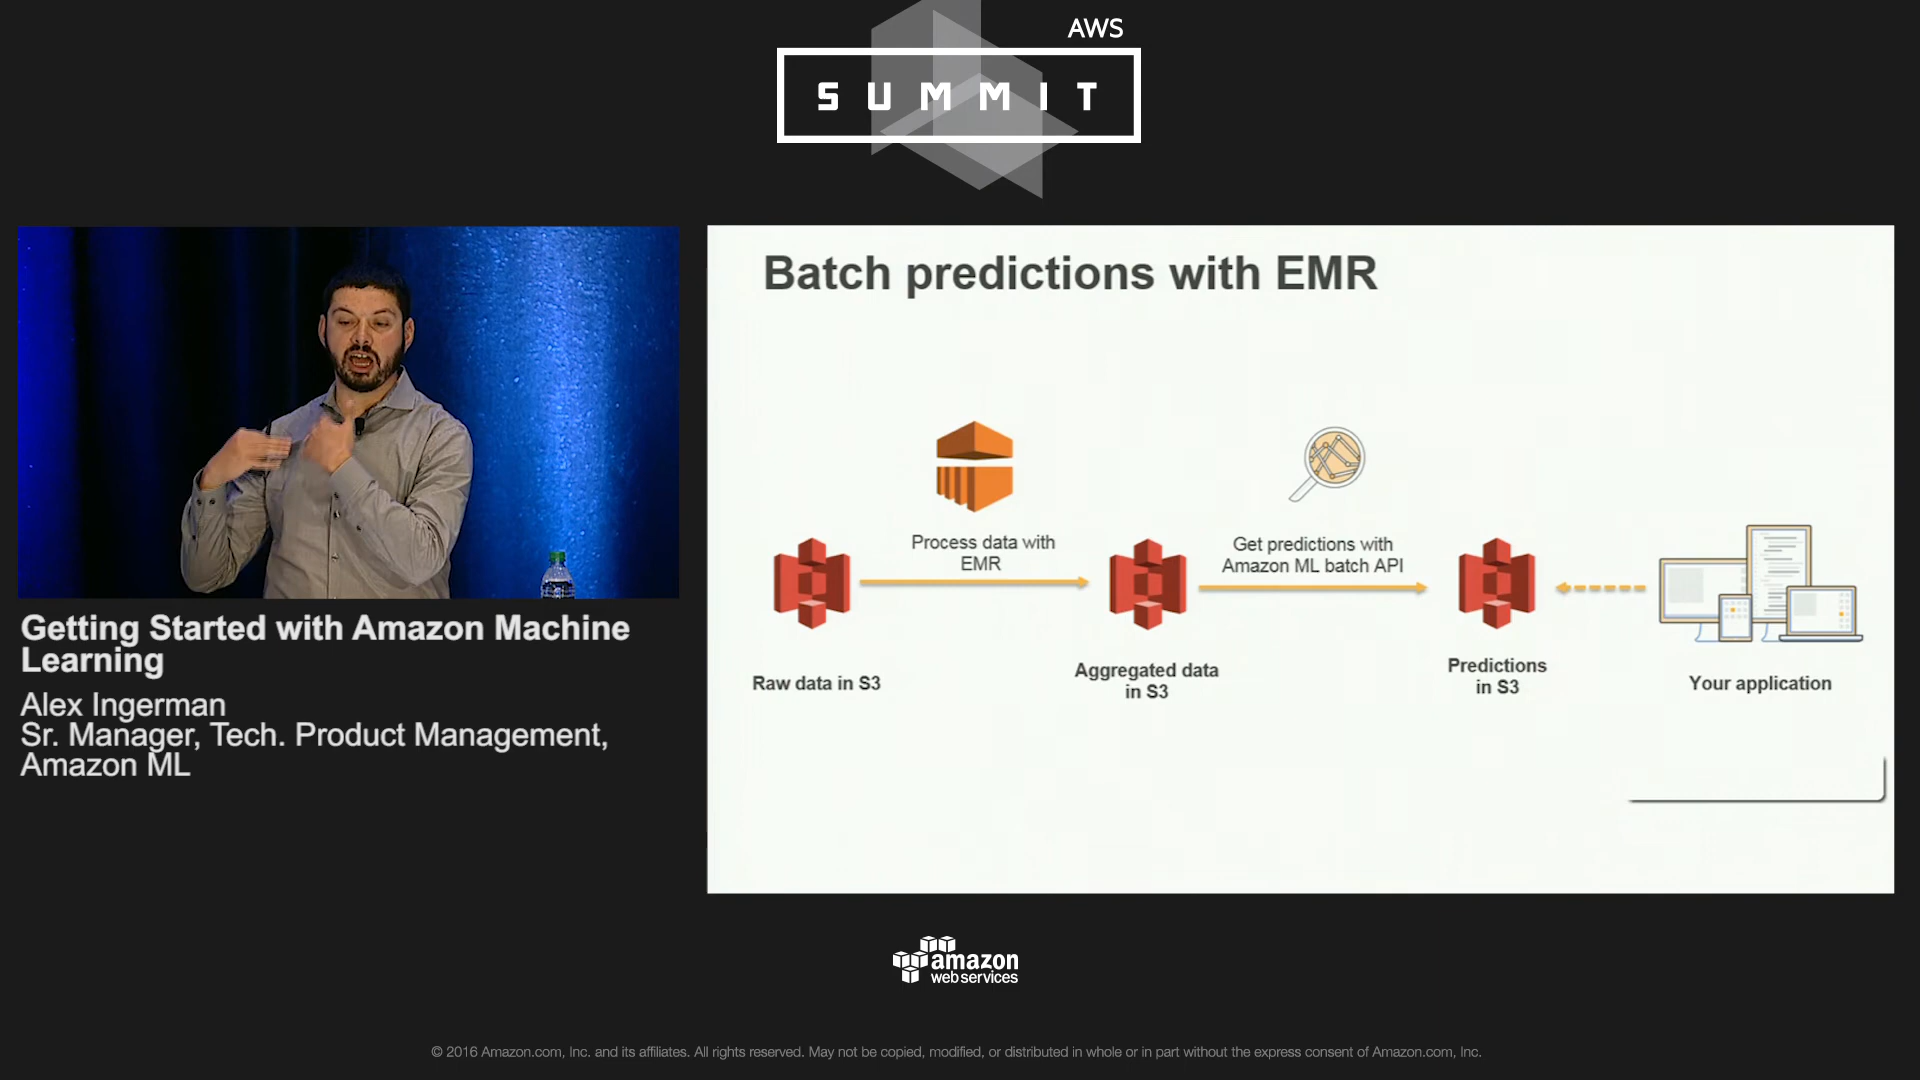 AWS
SUMMIT
Batch predictions with EMR
Process data with
EMR
Get predictions with
Amazon ML batch API
Raw data in S3
Aggregated data
in S3
Predictions
in S3
Your application
Getting Started with Amazon Machine
Learning
Alex Ingerman
Sr. Manager, Tech. Product Management,
Amazon ML
amazon
web services
© 2016 Amazon.com, Inc. and its affiliates. All rights reserved. May not be copied, modified, or distributed in whole or in part without the express consent of Amazon.com, Inc.